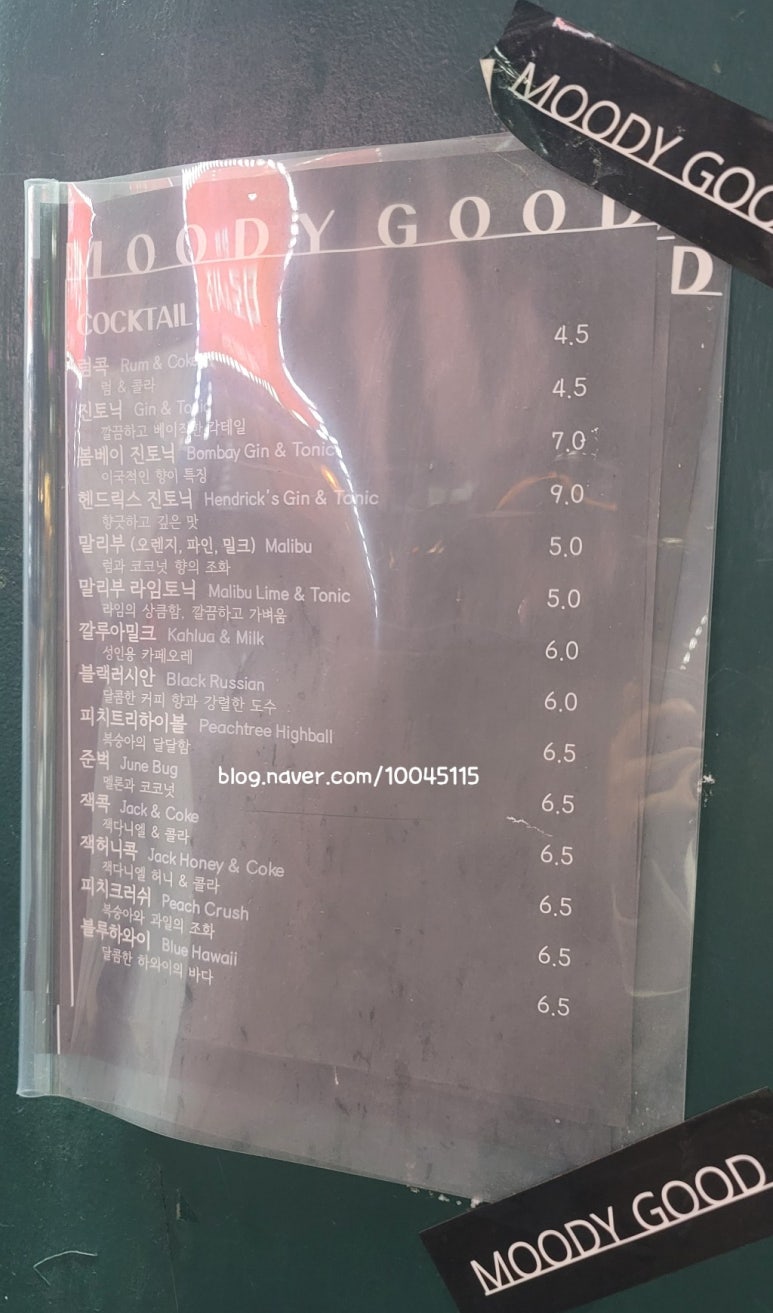 MOODY GOO
MOODY GOOD
D
COCKTAIL
럼콕 Rum & Coke 4.5
럼 & 콜라
진토닉 Gin & Tonic 4.5
깔끔하고 베이직한 칵테일
봄베이 진토닉 Bombay Gin & Tonic 7.0
이국적인 향이 특징
헨드릭스 진토닉 Hendrick's Gin & Tonic 9.0
향긋하고 깊은 맛
말리부 (오렌지, 파인, 밀크) Malibu 5.0
럼과 코코넛 향의 조화
말리부 라임토닉 Malibu Lime & Tonic 5.0
라임의 상큼함, 깔끔하고 가벼움
깔루아밀크 Kahlua & Milk 6.0
성인용 카페오레
블랙러시안 Black Russian 6.0
달콤한 커피 향과 강렬한 도수
피치트리하이볼 Peachtree Highball 6.5
복숭아의 달달함
준벅 June Bug 6.5
멜론과 코코넛
잭콕 Jack & Coke 6.5
잭다니엘 & 콜라
잭허니콕 Jack Honey & Coke 6.5
잭다니엘 허니 & 콜라
피치크러쉬 Peach Crush 6.5
복숭아와 과일의 조화
블루하와이 Blue Hawaii 6.5
달콤한 하와이의 바다
blog.naver.com/10045115
MOODY GOOD